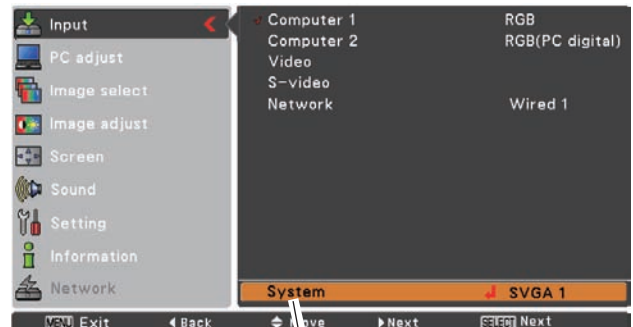 Input
PC adjust
Image select
Image adjust
Screen
Sound
Setting
Information
Network
Computer 1 RGB
Computer 2 RGB(PC digital)
Video
S-video
Network Wired 1
System SVGA 1
MENU Exit Back Move Next SELECT Next